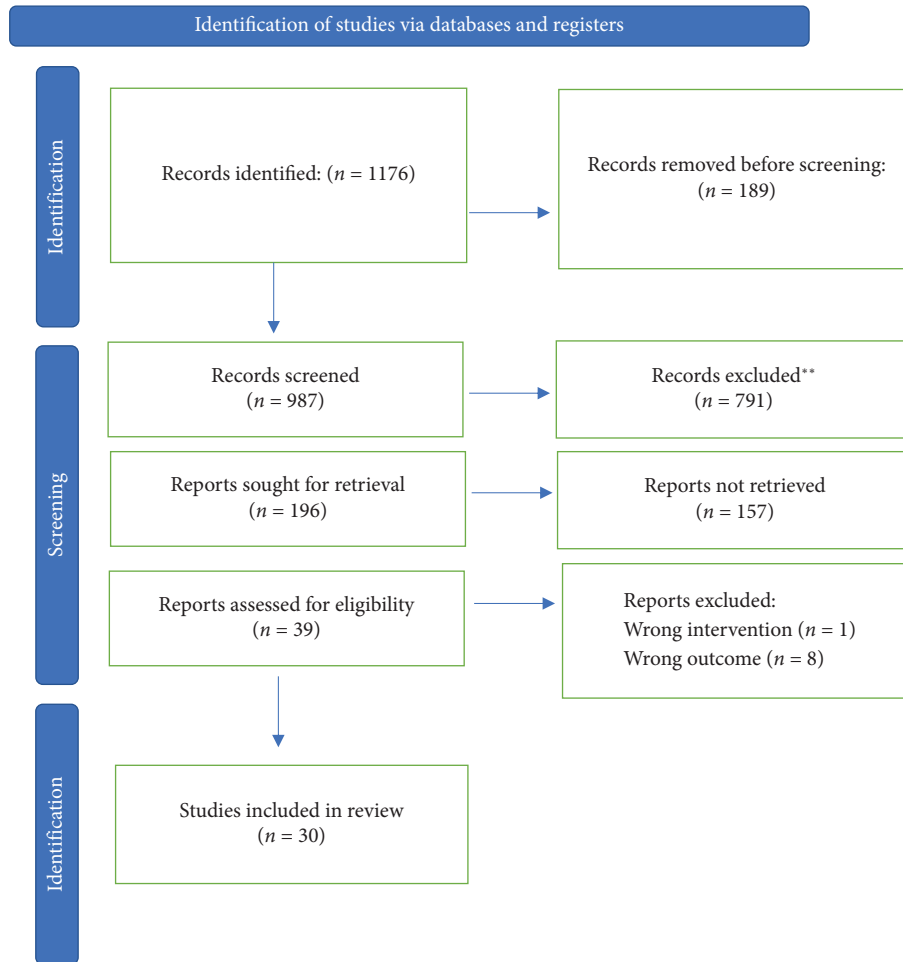 Identification of studies via databases and registers
Identification
Records identified: (n = 1176)
Records removed before screening:
(n = 189)
Screening
Records screened
(n = 987)
Records excluded**
(n = 791)
Reports sought for retrieval
(n = 196)
Reports not retrieved
(n = 157)
Reports assessed for eligibility
(n = 39)
Reports excluded:
Wrong intervention (n = 1)
Wrong outcome (n = 8)
Identification
Studies included in review
(n = 30)